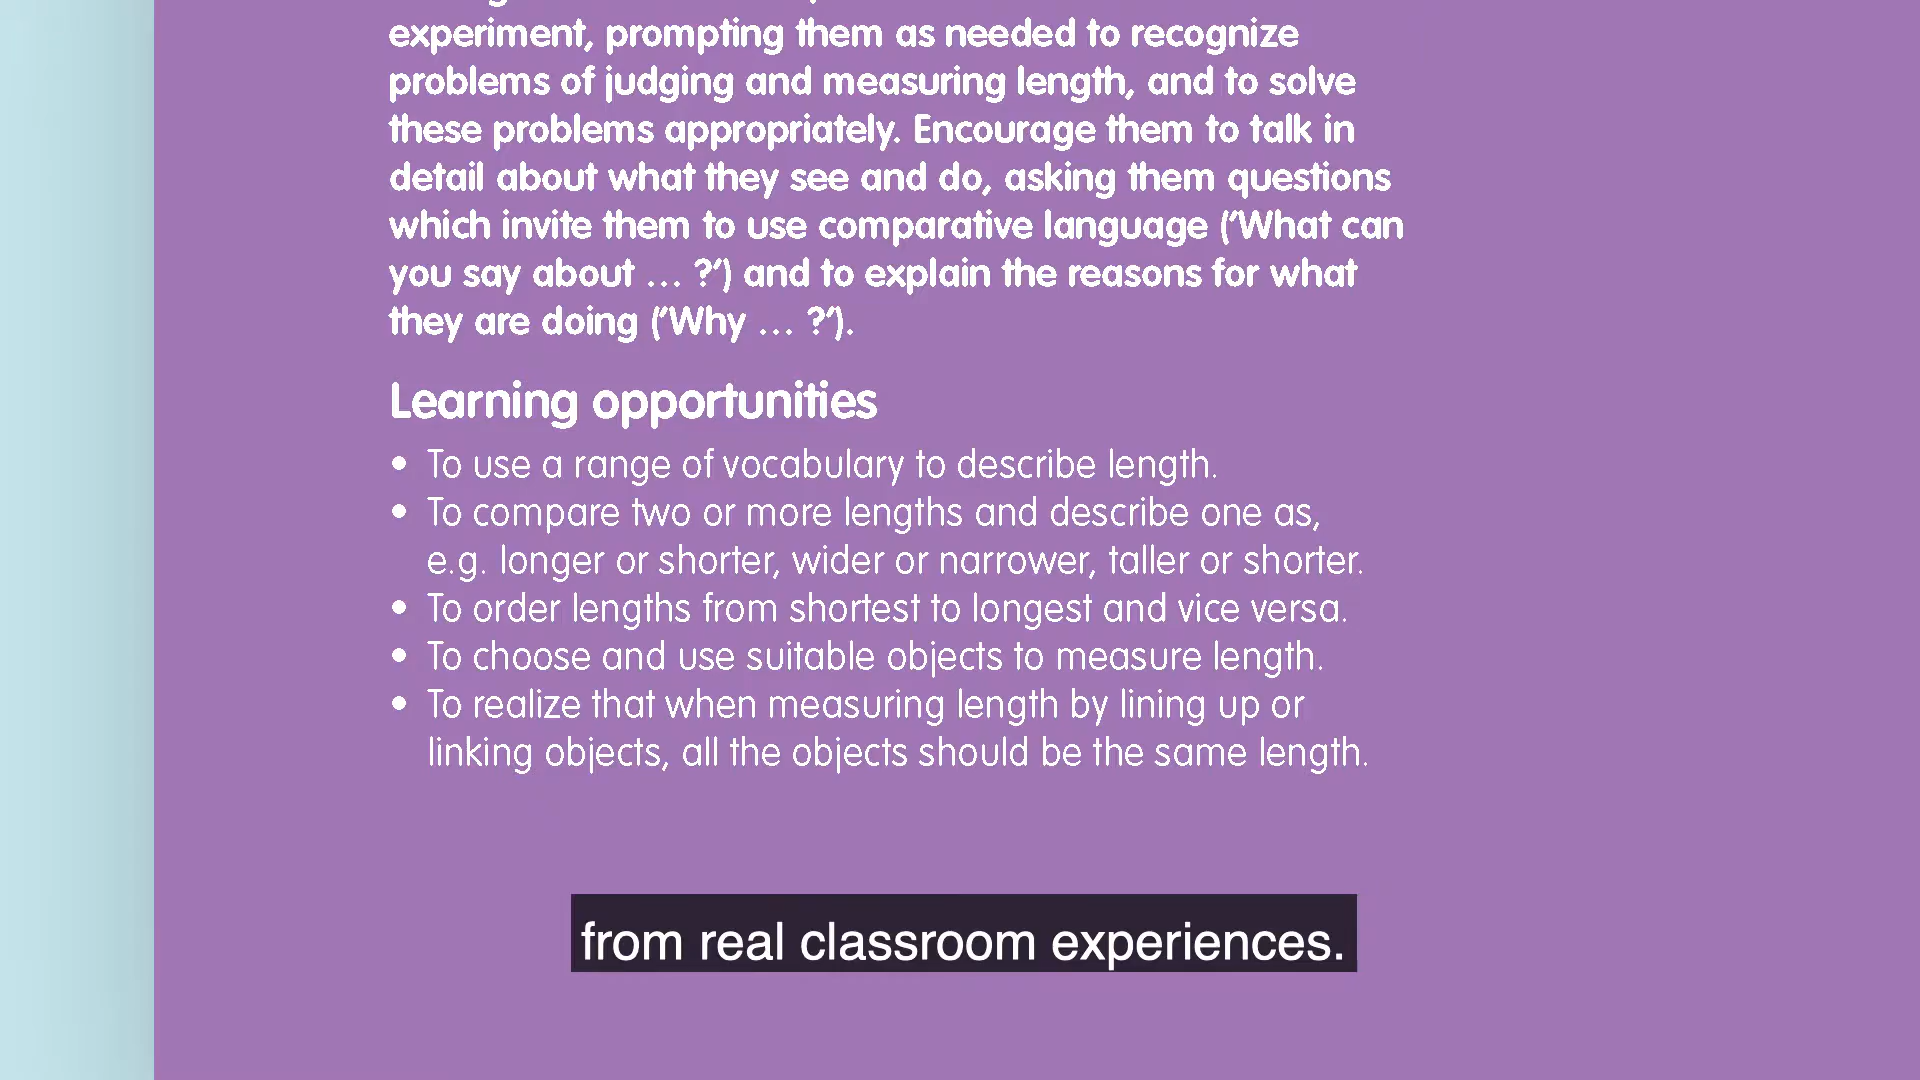 experiment, prompting them as needed to recognize
problems of judging and measuring length, and to solve
these problems appropriately. Encourage them to talk in
detail about what they see and do, asking them questions
which invite them to use comparative language (‘What can
you say about … ?’) and to explain the reasons for what
they are doing (‘Why … ?’).
Learning opportunities
• To use a range of vocabulary to describe length.
• To compare two or more lengths and describe one as,
e.g. longer or shorter, wider or narrower, taller or shorter.
• To order lengths from shortest to longest and vice versa.
• To choose and use suitable objects to measure length.
• To realize that when measuring length by lining up or
linking objects, all the objects should be the same length.
from real classroom experiences.